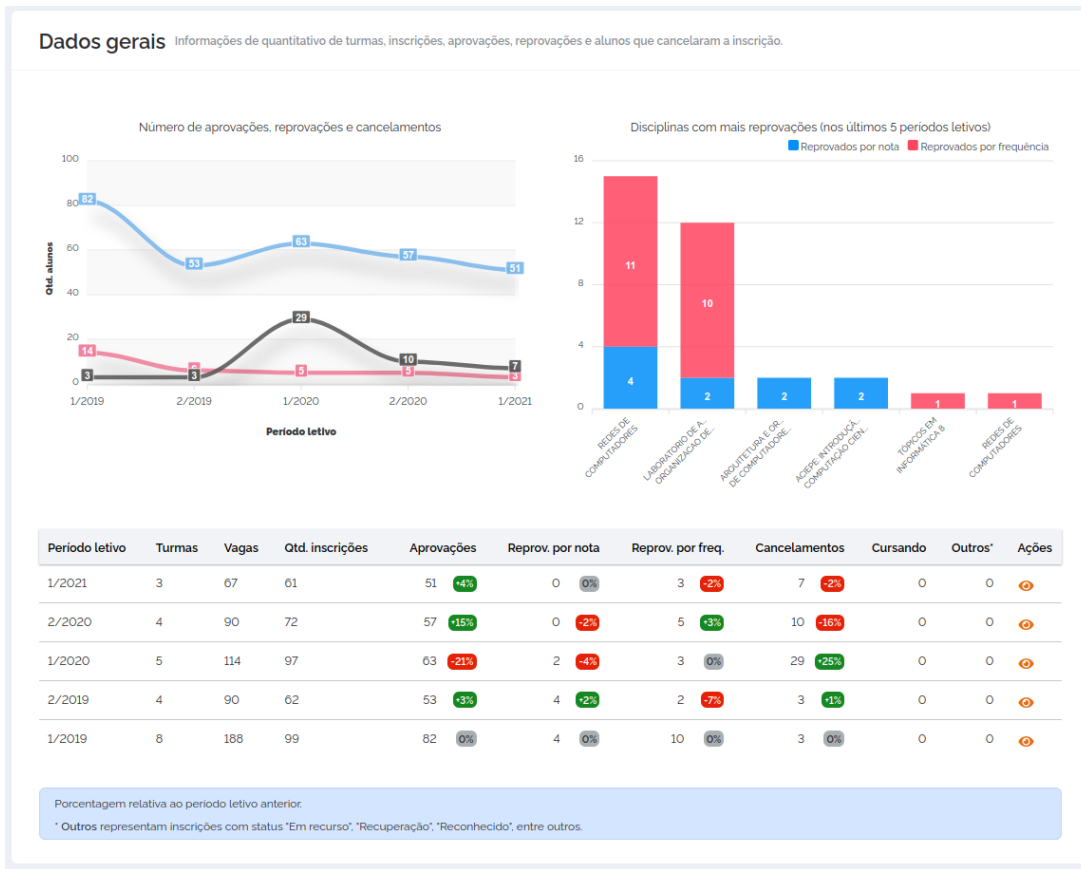 Dados gerais Informações de quantitativo de turmas, inscrições, aprovações, reprovações e alunos que cancelaram a inscrição.
Número de aprovações, reprovações e cancelamentos
100
80
60
40
20
0
Qtd. alunos
82
53
63
57
51
14
6
5
5
3
3
3
29
10
7
1/2019 2/2019 1/2020 2/2020 1/2021
Período letivo
Disciplinas com mais reprovações (nos últimos 5 períodos letivos)
Reprovados por nota Reprovados por frequência
16
12
8
4
0
11
4
10
2
2
2
1
1
REDES DE
COMPUTADORES
LABORATORIO DE A...
ORGANIZACAO DE...
ARQUITETURA E OR...
DE COMPUTADORE...
ACIEPE: INTRODUÇÃ...
COMPUTAÇÃO CIEN...
TÓPICOS EM
INFORMÁTICA 8
REDES DE
COMPUTADORES
Período letivo Turmas Vagas Qtd. inscrições Aprovações Reprov. por nota Reprov. por freq. Cancelamentos Cursando Outros* Ações
1/2021 3 67 61 51 +4% 0 0% 3 -2% 7 -2% 0 0
2/2020 4 90 72 57 +15% 0 -2% 5 +3% 10 -16% 0 0
1/2020 5 114 97 63 -21% 2 -4% 3 0% 29 +25% 0 0
2/2019 4 90 62 53 +3% 4 +2% 2 -7% 3 +1% 0 0
1/2019 8 188 99 82 0% 4 0% 10 0% 3 0% 0 0
Porcentagem relativa ao período letivo anterior.
* Outros representam inscrições com status "Em recurso", "Recuperação", "Reconhecido", entre outros.